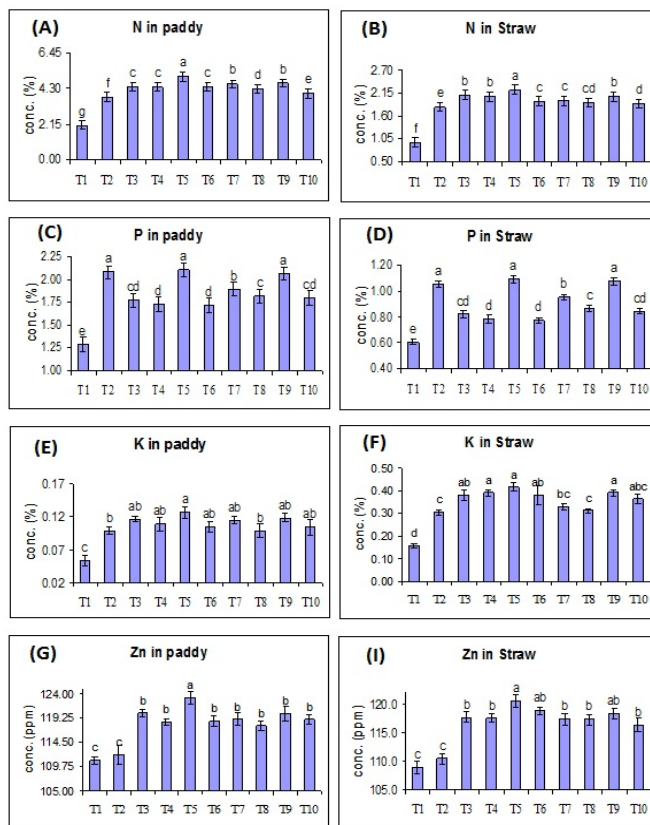 (A) N in paddy
conc. (%)
6.45
4.30
2.15
0.00
g f c c a c b d b e
T1 T2 T3 T4 T5 T6 T7 T8 T9 T10
(B) N in Straw
conc. (%)
2.70
2.15
1.60
1.05
0.50
f e b b a c c cd b d
T1 T2 T3 T4 T5 T6 T7 T8 T9 T10
(C) P in paddy
conc. (%)
2.25
2.00
1.75
1.50
1.25
1.00
e a cd d a d b c a cd
T1 T2 T3 T4 T5 T6 T7 T8 T9 T10
(D) P in Straw
conc. (%)
1.20
1.00
0.80
0.60
0.40
e a cd d a d b c a cd
T1 T2 T3 T4 T5 T6 T7 T8 T9 T10
(E) K in paddy
conc. (%)
0.17
0.12
0.07
0.02
c b ab ab a ab ab b ab ab
T1 T2 T3 T4 T5 T6 T7 T8 T9 T10
(F) K in Straw
conc. (%)
0.50
0.40
0.30
0.20
0.10
0.00
d c ab a a ab bc c a abc
T1 T2 T3 T4 T5 T6 T7 T8 T9 T10
(G) Zn in paddy
conc. (ppm)
124.00
119.25
114.50
109.75
105.00
c c b b a b b b b b
T1 T2 T3 T4 T5 T6 T7 T8 T9 T10
(I) Zn in Straw
conc. (ppm)
120.0
115.0
110.0
105.0
c c b b a ab b b ab b
T1 T2 T3 T4 T5 T6 T7 T8 T9 T10